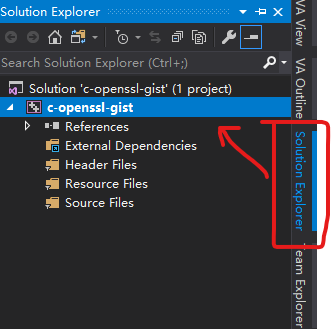 Solution Explorer
Search Solution Explorer (Ctrl+;)
Solution 'c-openssl-gist' (1 project)
c-openssl-gist
References
External Dependencies
Header Files
Resource Files
Source Files
VA View
VA Outline
Solution Explorer
Team Explorer